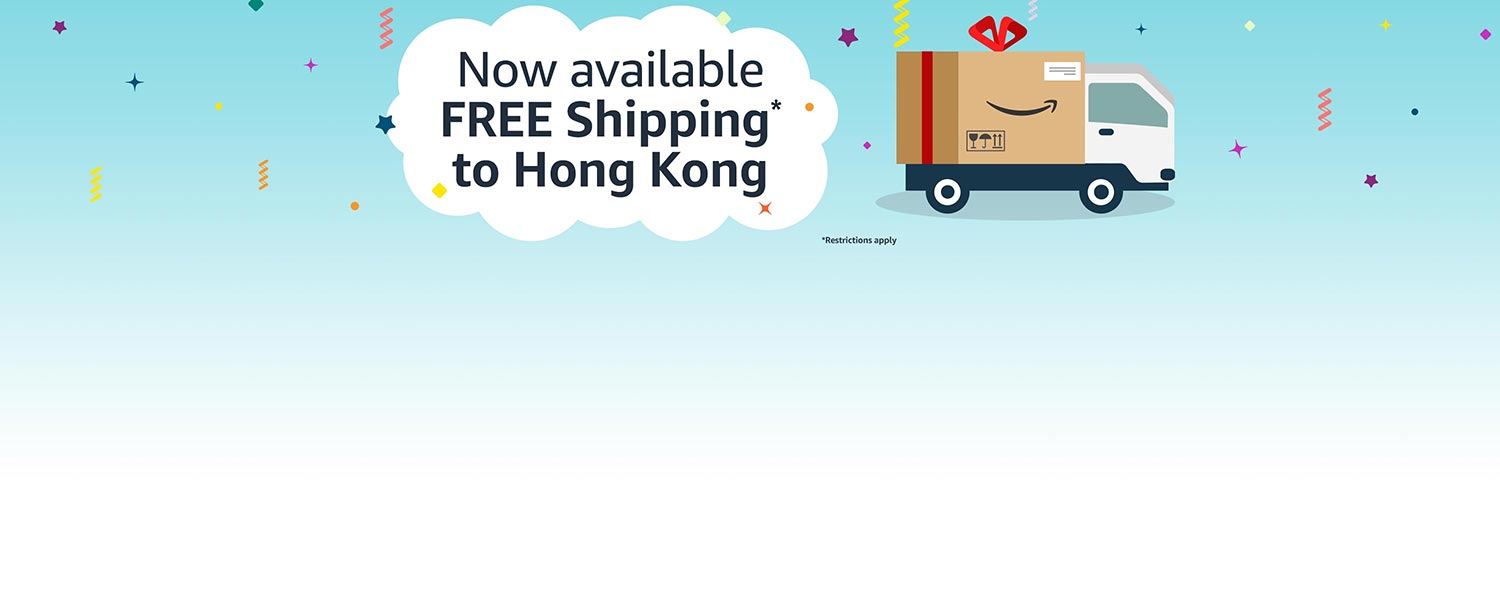 Now available
FREE Shipping*
to Hong Kong
*Restrictions apply